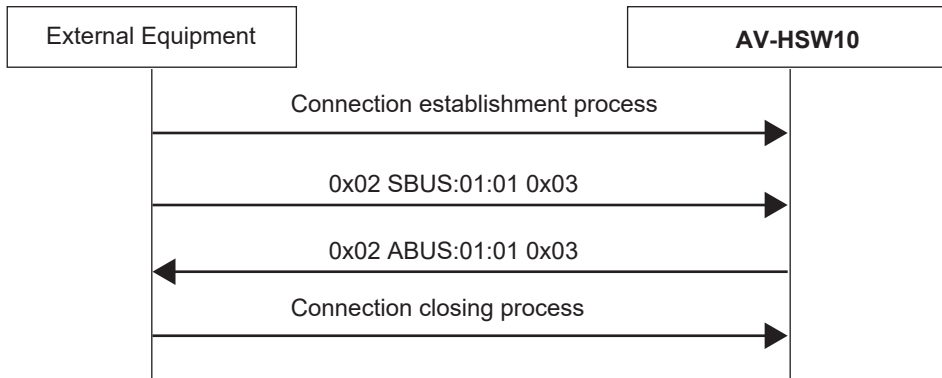 External Equipment
AV-HSW10
Connection establishment process
0x02 SBUS:01:01 0x03
0x02 ABUS:01:01 0x03
Connection closing process